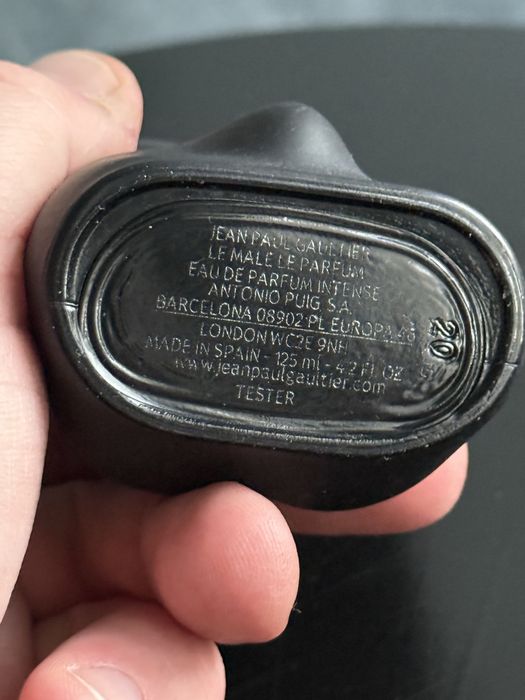 JEAN PAUL GAULTIER
LE MALE LE PARFUM
EAU DE PARFUM INTENSE
ANTONIO PUIG S.A.
BARCELONA 08902 PL EUROPA 46
LONDON WC2E 9NH
MADE IN SPAIN - 125 ml - 4.2 FL OZ
www.jeanpaulgaultier.com
TESTER
20